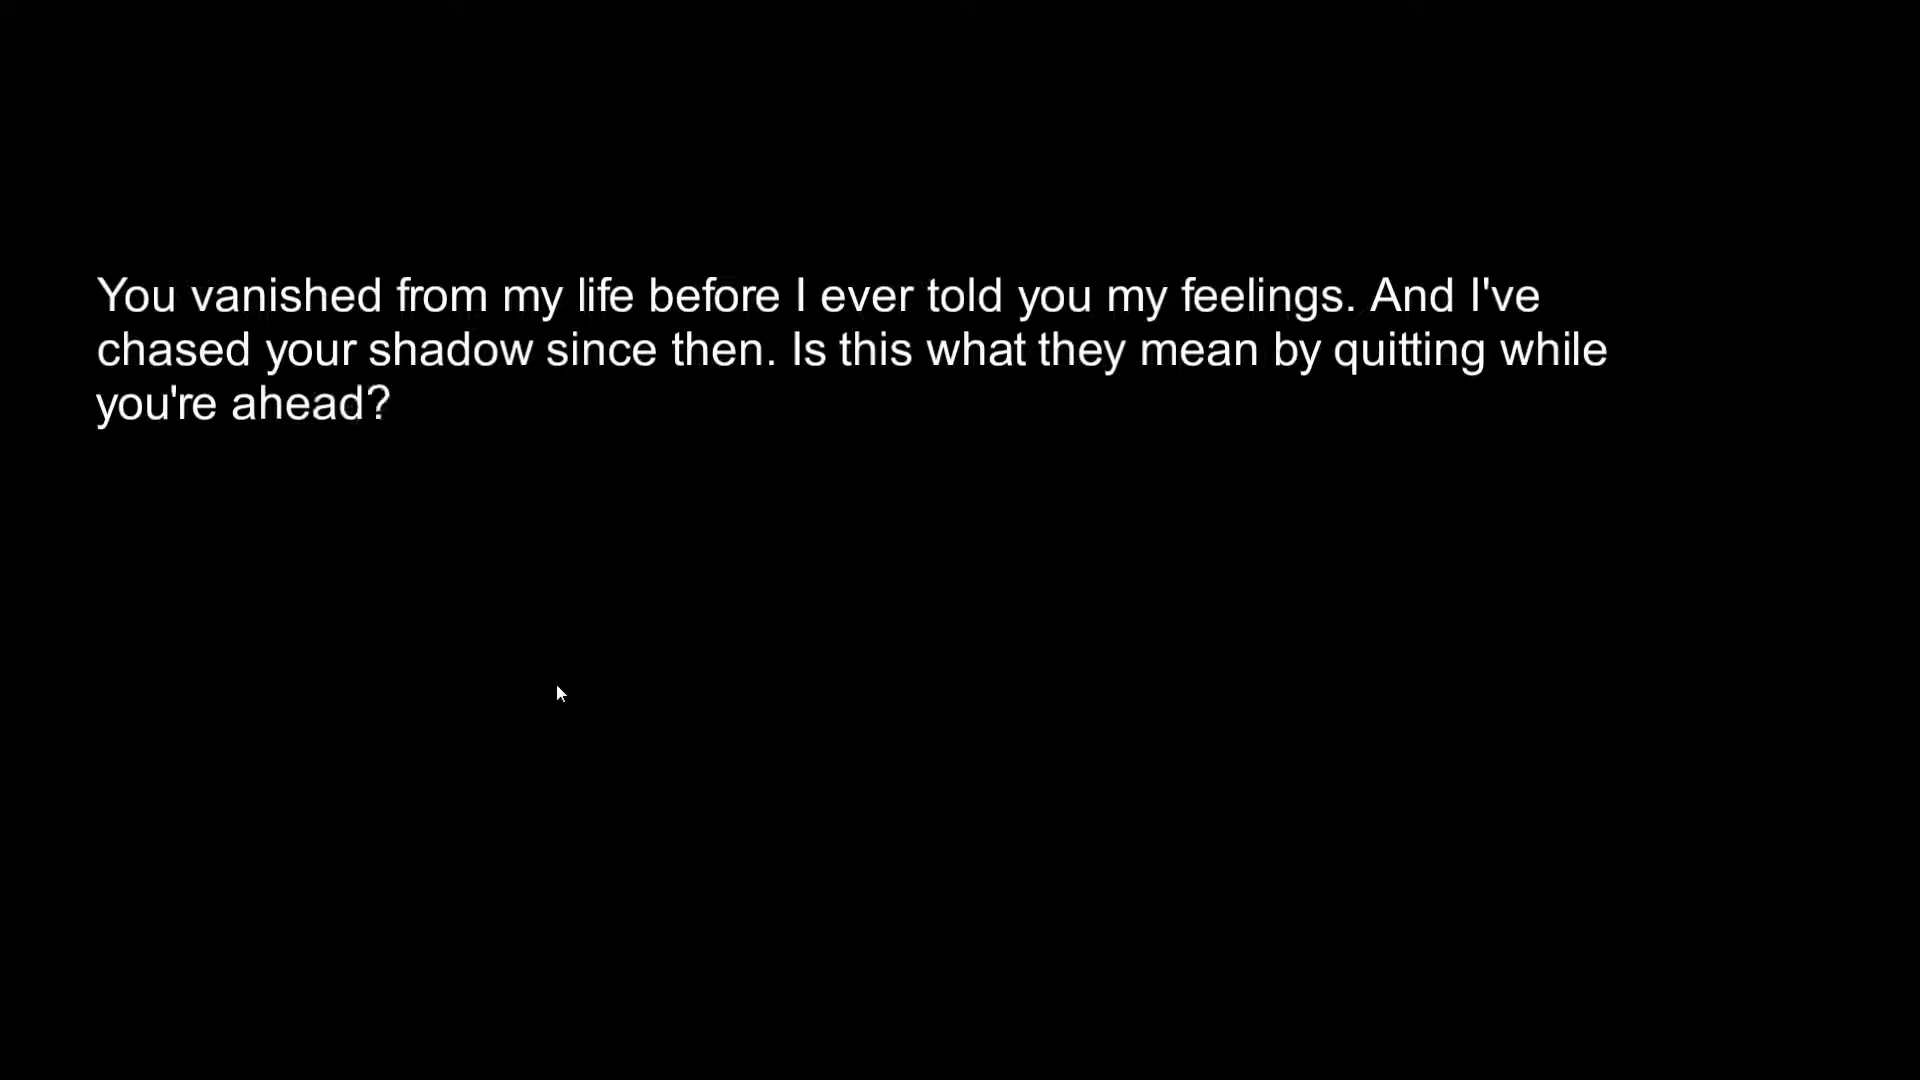 You vanished from my life before I ever told you my feelings. And I've
chased your shadow since then. Is this what they mean by quitting while
you're ahead?